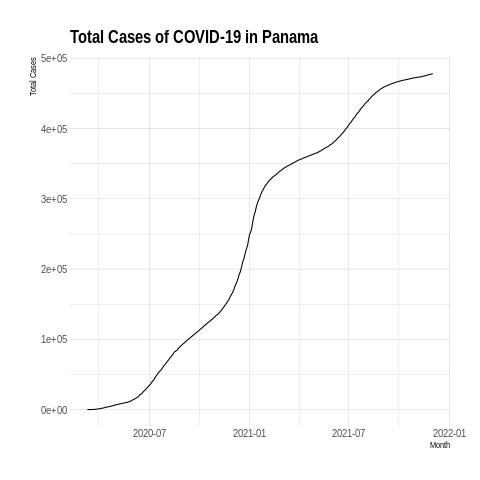 Total Cases of COVID-19 in Panama
Total Cases
5e+05
4e+05
3e+05
2e+05
1e+05
0e+00
2020-07
2021-01
2021-07
2022-01
Month